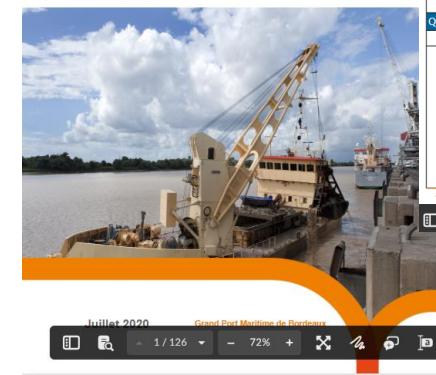 Q
Juillet 2020
Grand Port Maritime de Bordeaux
1 / 126
− 72% +